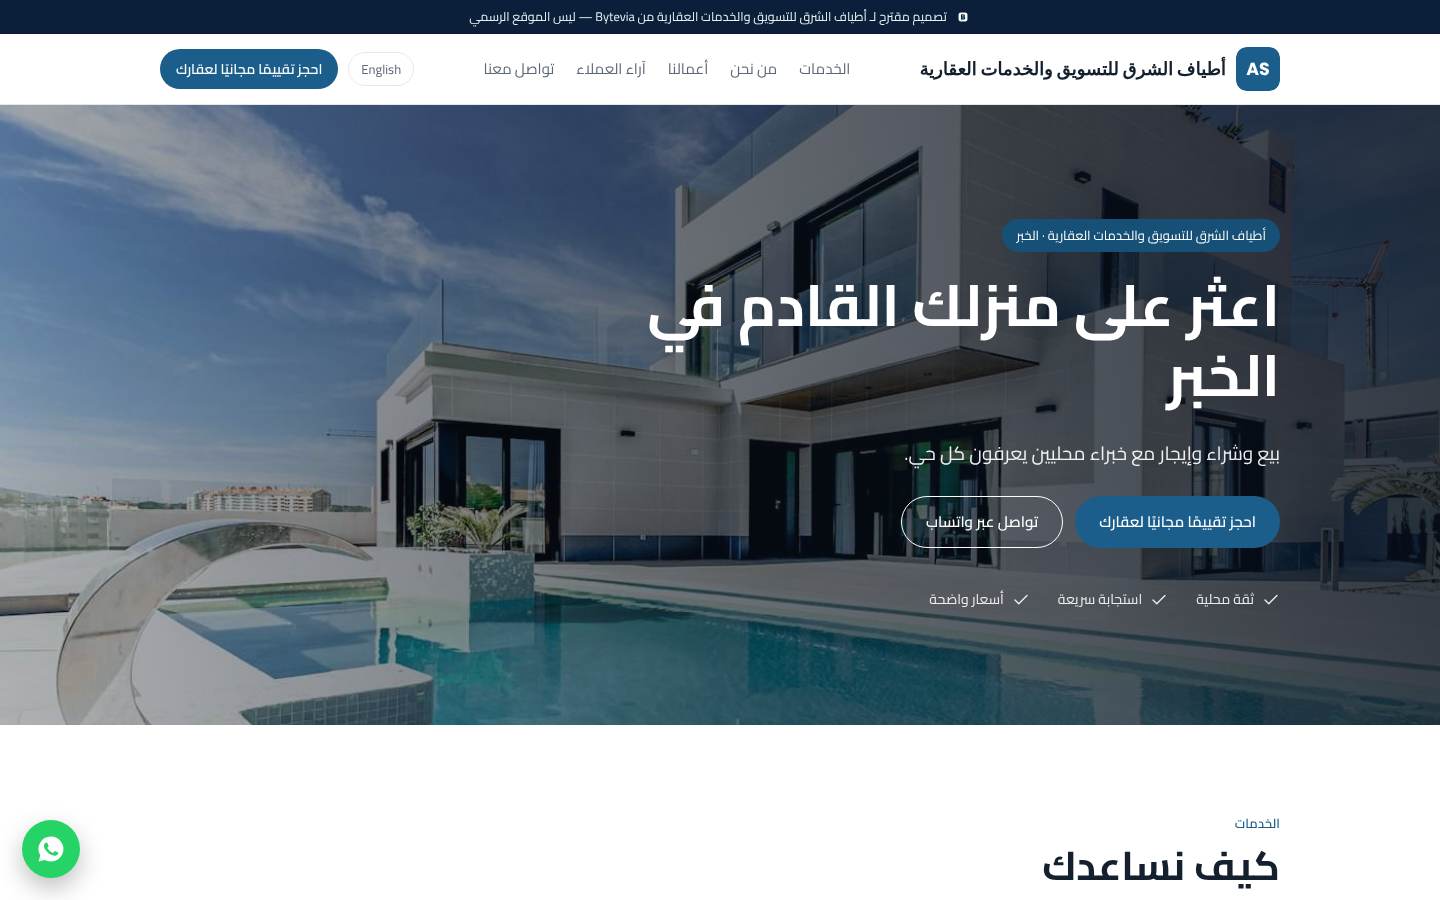 تصميم مقترح لـ أطياف الشرق للتسويق والخدمات العقارية من Bytevia — ليس الموقع الرسمي
AS
أطياف الشرق للتسويق والخدمات العقارية
الخدمات
من نحن
أعمالنا
آراء العملاء
تواصل معنا
English
احجز تقييمًا مجانيًا لعقارك
أطياف الشرق للتسويق والخدمات العقارية · الخبر
اعثر على منزلك القادم في
الخبر
بيع وشراء وإيجار مع خبراء محليين يعرفون كل حي.
احجز تقييمًا مجانيًا لعقارك
تواصل عبر واتساب
ثقة محلية
استجابة سريعة
أسعار واضحة
الخدمات
كيف نساعدك